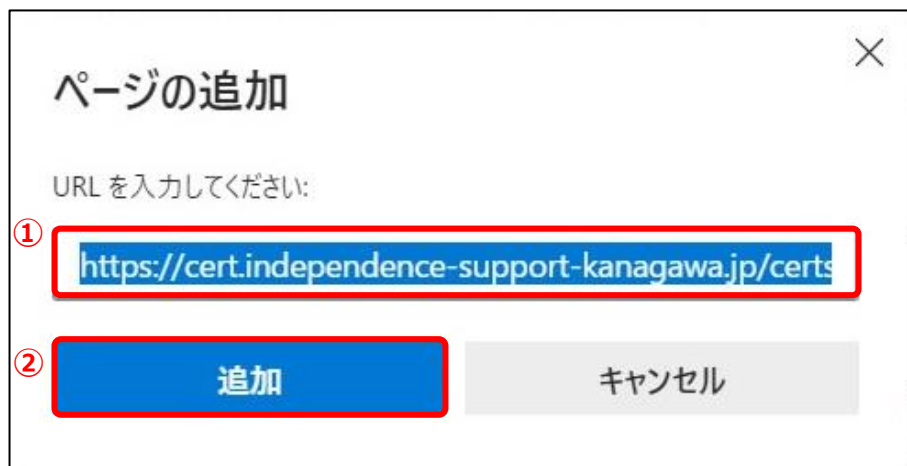 ページの追加
URL を入力してください:
①
https://cert.independence-support-kanagawa.jp/certs
②
追加
キャンセル